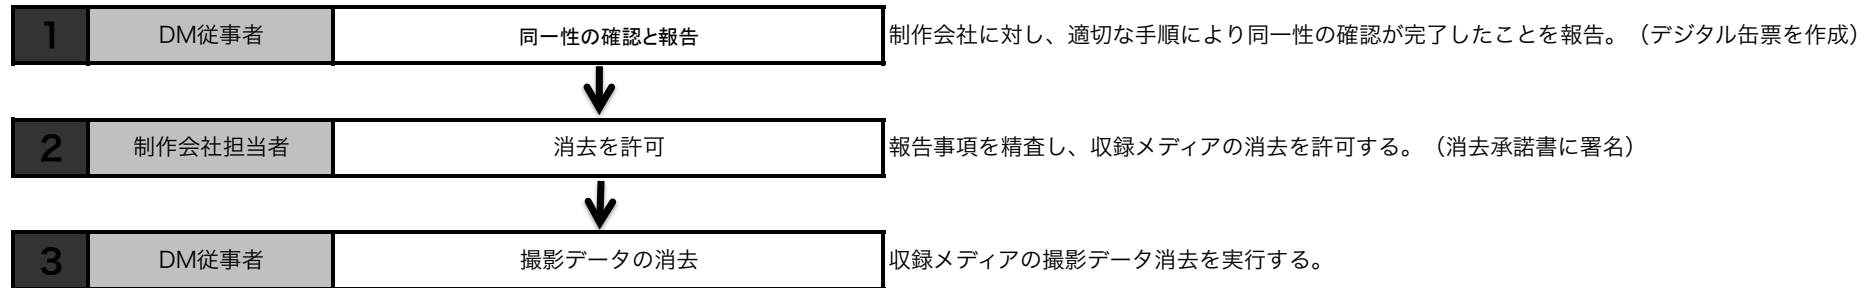 1 DM従事者 同一性の確認と報告 制作会社に対し、適切な手順により同一性の確認が完了したことを報告。（デジタル缶票を作成）
2 制作会社担当者 消去を許可 報告事項を精査し、収録メディアの消去を許可する。（消去承諾書に署名）
3 DM従事者 撮影データの消去 収録メディアの撮影データ消去を実行する。